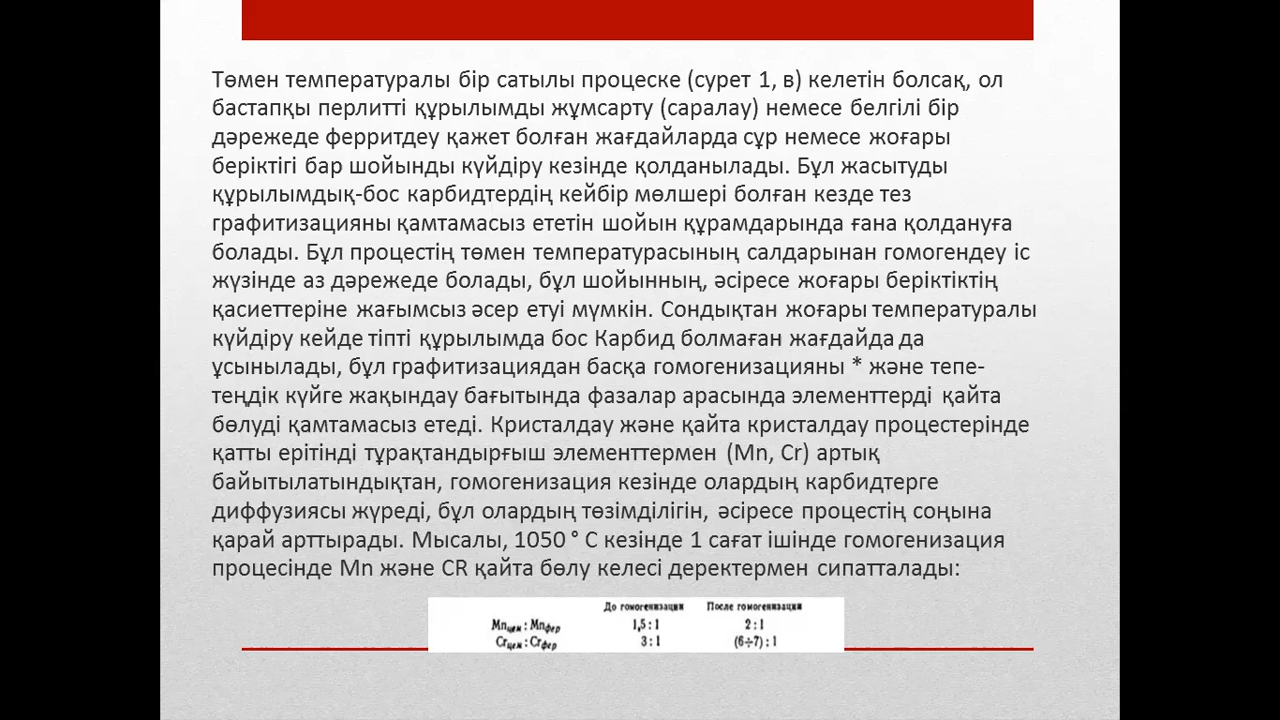 Төмен температуралы бір сатылы процеске (сурет 1, в) келетін болсақ, ол
бастапқы перлитті құрылымды жұмсарту (саралау) немесе белгілі бір
дәрежеде ферритдеу қажет болған жағдайларда сұр немесе жоғары
беріктігі бар шойынды күйдіру кезінде қолданылады. Бұл жасытуды
құрылымдық-бос карбидтердің кейбір мөлшері болған кезде тез
графитизацияны қамтамасыз ететін шойын құрамдарында ғана қолдануға
болады. Бұл процестің төмен температурасының салдарынан гомогендеу іс
жүзінде аз дәрежеде болады, бұл шойынның, әсіресе жоғары беріктіктің
қасиеттеріне жағымсыз әсер етуі мүмкін. Сондықтан жоғары температуралы
күйдіру кейде тіпті құрылымда бос Карбид болмаған жағдайда да
ұсынылады, бұл графитизациядан басқа гомогенизацияны * және тепе-
теңдік күйге жақындау бағытында фазалар арасында элементтерді қайта
бөлуді қамтамасыз етеді. Кристалдау және қайта кристалдау процестерінде
қатты ерітінді тұрақтандырғыш элементтермен (Mn, Cr) артық
байытылатындықтан, гомогенизация кезінде олардың карбидтерге
диффузиясы жүреді, бұл олардың төзімділігін, әсіресе процестің соңына
қарай арттырады. Мысалы, 1050 ° С кезінде 1 сағат ішінде гомогенизация
процесінде Mn және CR қайта бөлу келесі деректермен сипатталады:
До гомогенизации После гомогенизации
Mnцем : Mnфер 1,5 : 1 2 : 1
Crцем : Crфер 3 : 1 (6÷7) : 1